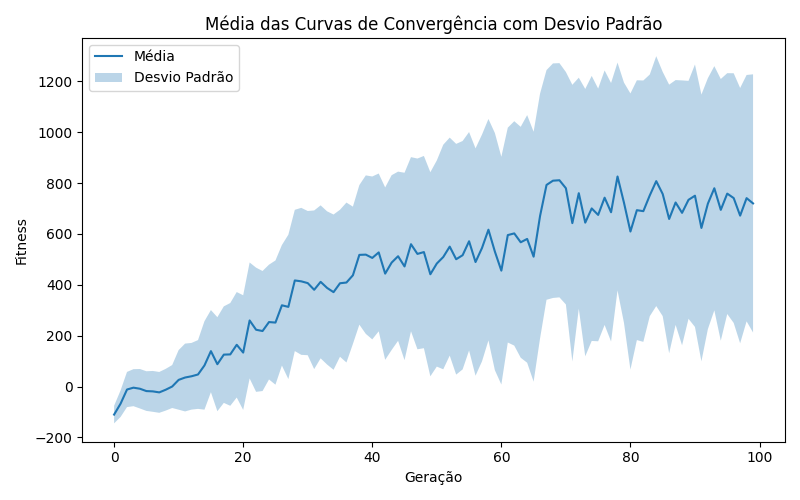 Média das Curvas de Convergência com Desvio Padrão
Média
Desvio Padrão
Fitness
1200
1000
800
600
400
200
0
−200
0 20 40 60 80 100
Geração